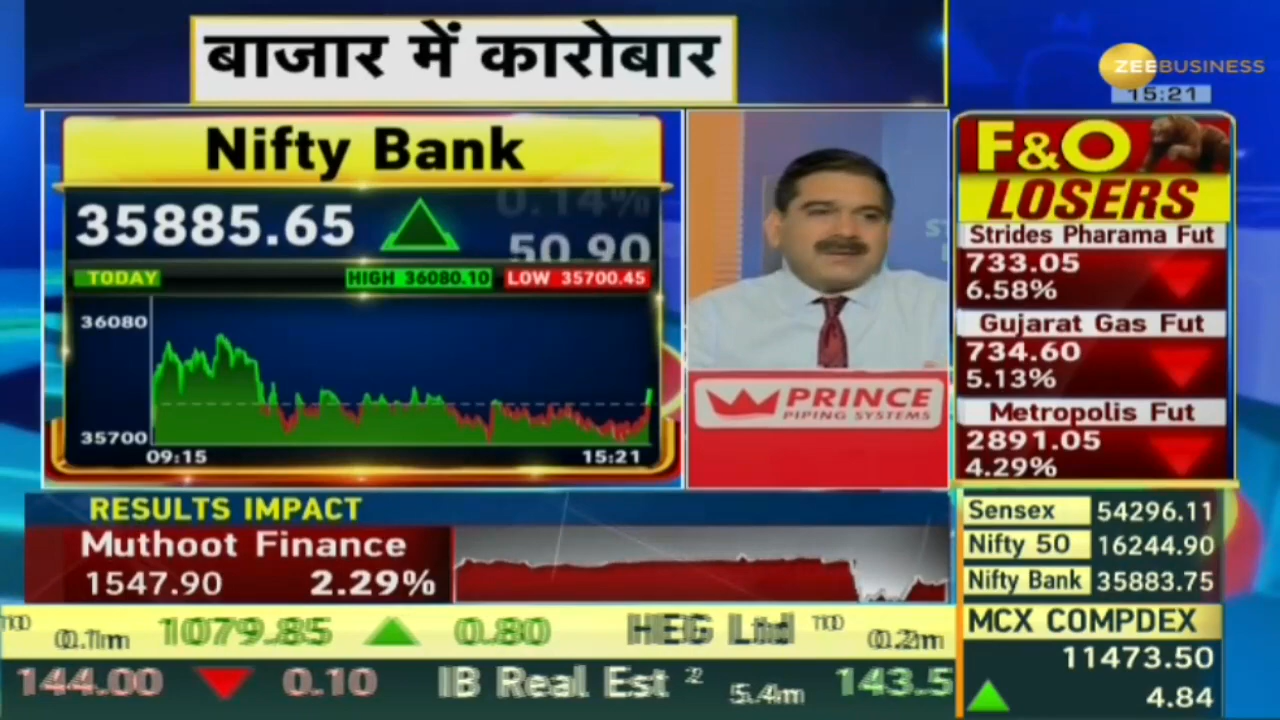 बाजार में कारोबार
ZEEBUSINESS
15:21
Nifty Bank
35885.65
0.14%
50.90
TODAY
HIGH 36080.10
LOW 35700.45
36080
35700
09:15
15:21
PRINCE
PIPING SYSTEMS
F&O
LOSERS
Strides Pharama Fut
733.05
6.58%
Gujarat Gas Fut
734.60
5.13%
Metropolis Fut
2891.05
4.29%
RESULTS IMPACT
Muthoot Finance
1547.90 2.29%
Sensex 54296.11
Nifty 50 16244.90
Nifty Bank 35883.75
MCX COMPDEX
11473.50
4.84
0.1m 1079.85 0.80 HEG Ltd 0.2m
144.00 0.10 IB Real Est 5.4m 143.5